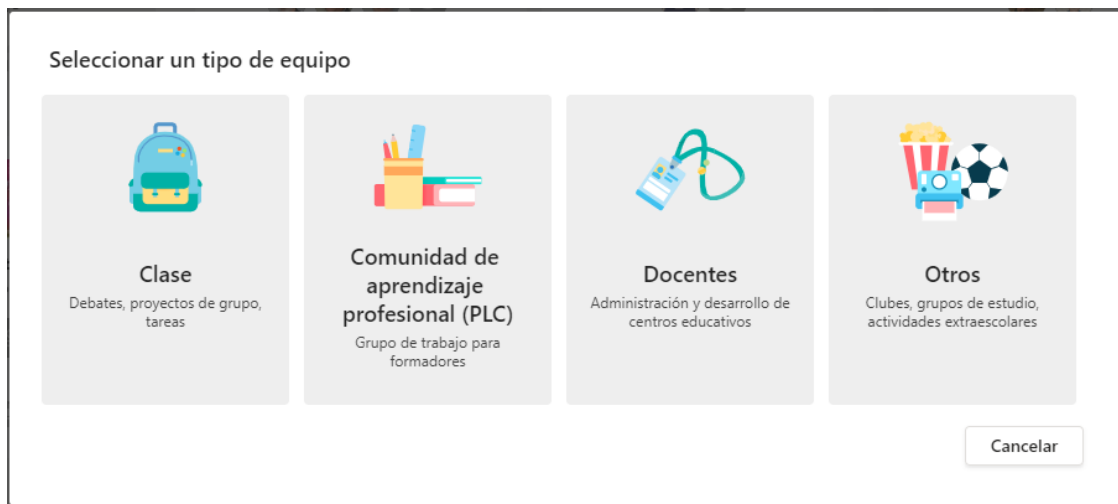 Seleccionar un tipo de equipo
Clase
Debates, proyectos de grupo,
tareas
Comunidad de
aprendizaje
profesional (PLC)
Grupo de trabajo para
formadores
Docentes
Administración y desarrollo de
centros educativos
Otros
Clubes, grupos de estudio,
actividades extraescolares
Cancelar